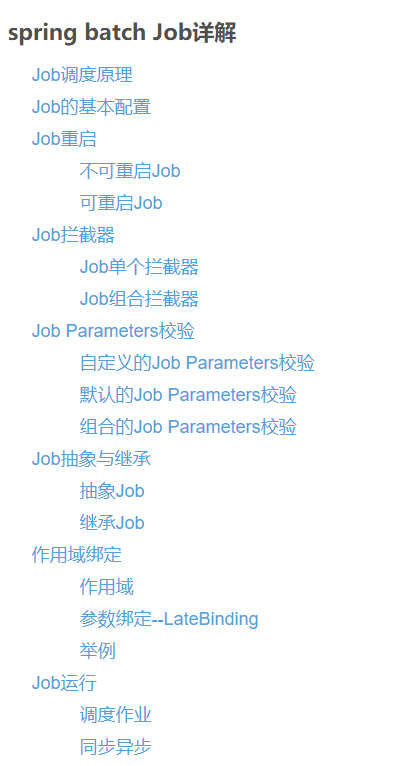 spring batch Job详解
Job调度原理
Job的基本配置
Job重启
不可重启Job
可重启Job
Job拦截器
Job单个拦截器
Job组合拦截器
Job Parameters校验
自定义的Job Parameters校验
默认的Job Parameters校验
组合的Job Parameters校验
Job抽象与继承
抽象Job
继承Job
作用域绑定
作用域
参数绑定--LateBinding
举例
Job运行
调度作业
同步异步